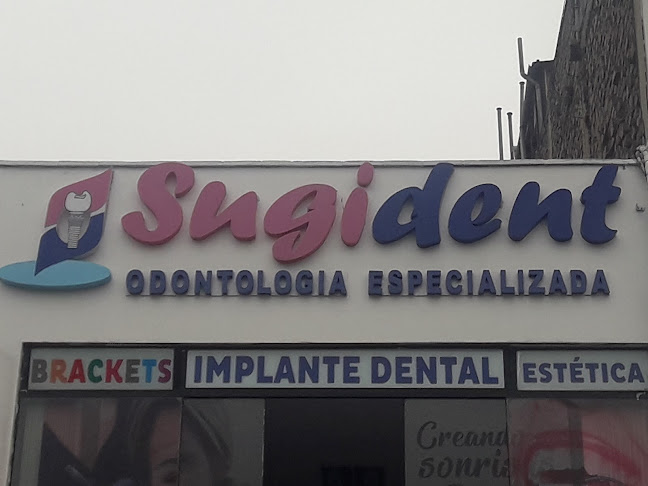 Sugident
ODONTOLOGIA ESPECIALIZADA
BRACKETS
IMPLANTE DENTAL
ESTÉTICA
Creando